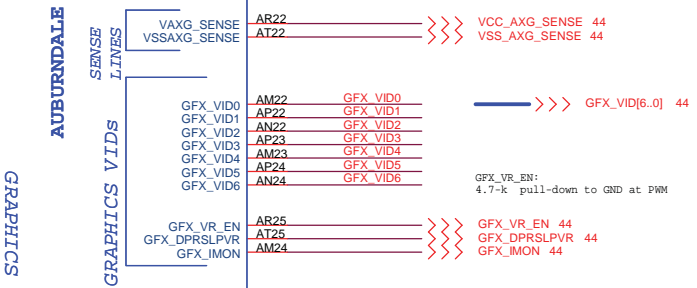 AUBURNDALE
SENSE
LINES
VAXG_SENSE AR22 VCC_AXG_SENSE 44
VSSAXG_SENSE AT22 VSS_AXG_SENSE 44
GRAPHICS
GRAPHICS VIDs
GFX_VID0 AM22 GFX_VID0 GFX_VID[6..0] 44
GFX_VID1 AP22 GFX_VID1
GFX_VID2 AN22 GFX_VID2
GFX_VID3 AP23 GFX_VID3
GFX_VID4 AM23 GFX_VID4
GFX_VID5 AP24 GFX_VID5
GFX_VID6 AN24 GFX_VID6
GFX_VR_EN:
4.7-k pull-down to GND at PWM
GFX_VR_EN AR25 GFX_VR_EN 44
GFX_DPRSLPVR AT25 GFX_DPRSLPVR 44
GFX_IMON AM24 GFX_IMON 44